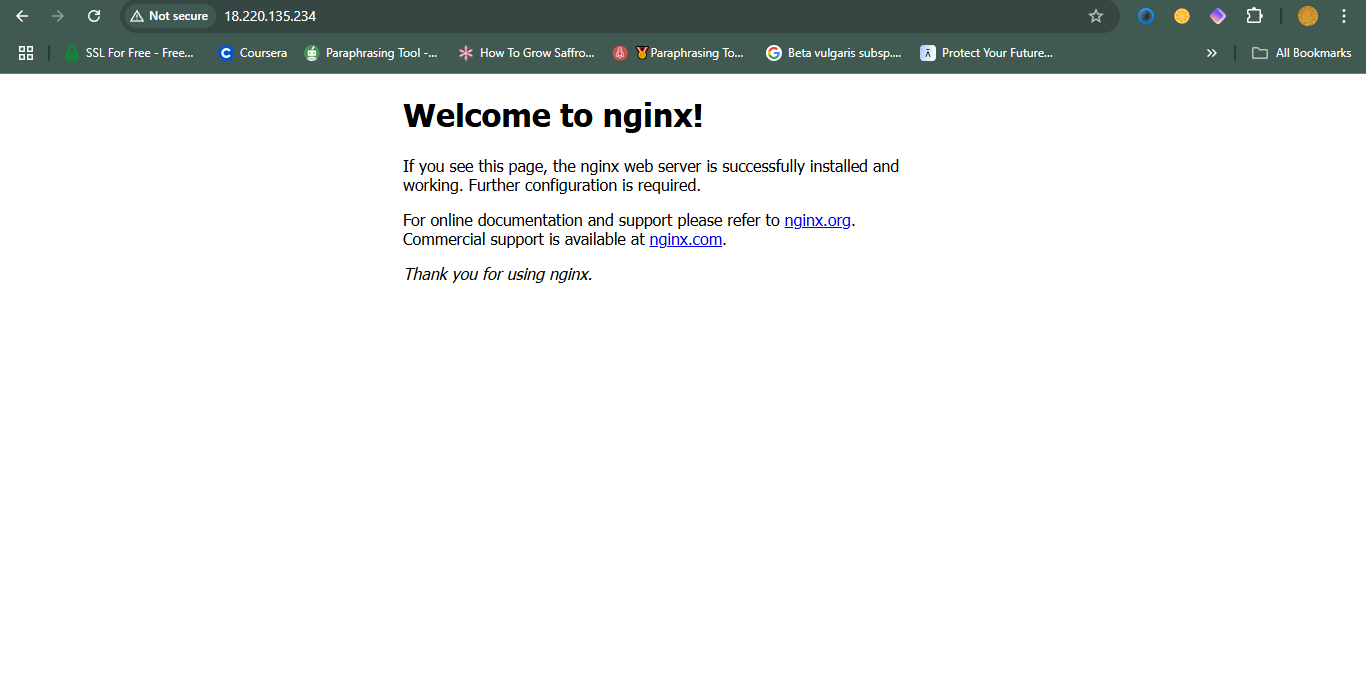 Not secure
18.220.135.234
SSL For Free - Free...
Coursera
Paraphrasing Tool -...
How To Grow Saffro...
Paraphrasing To...
Beta vulgaris subsp....
Protect Your Future...
»
All Bookmarks
Welcome to nginx!
If you see this page, the nginx web server is successfully installed and
working. Further configuration is required.
For online documentation and support please refer to nginx.org.
Commercial support is available at nginx.com.
Thank you for using nginx.